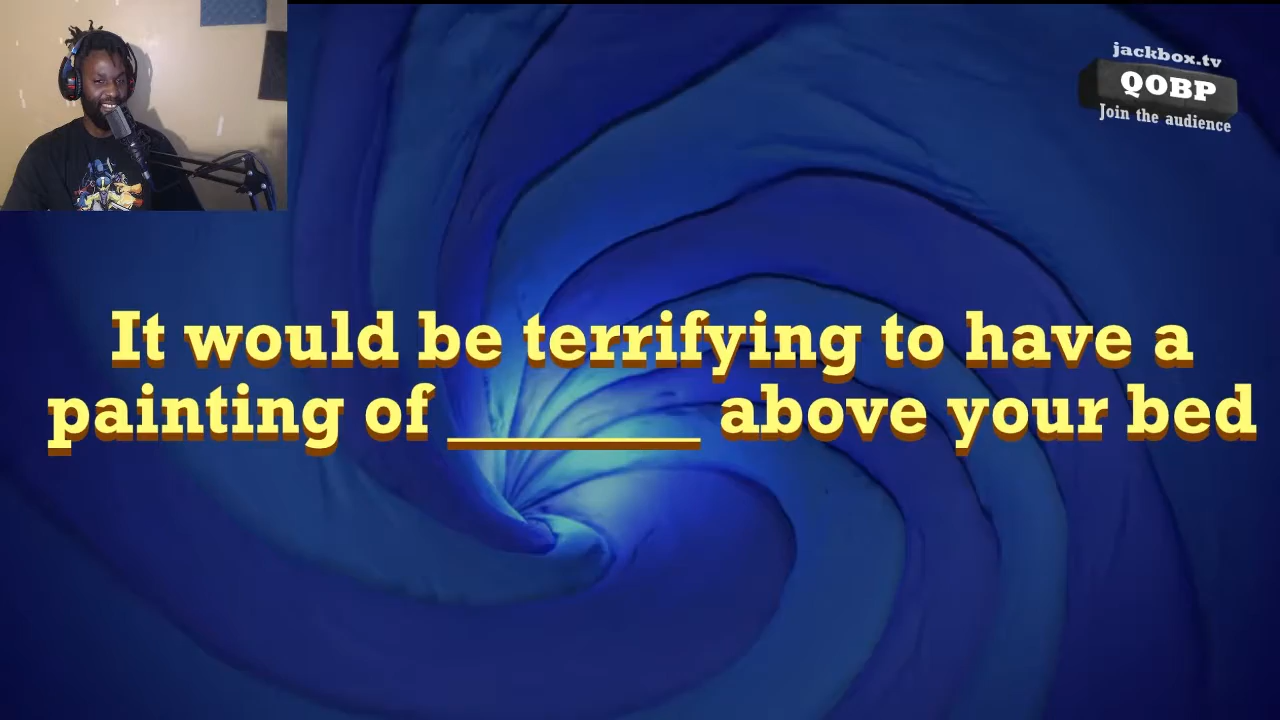 jackbox.tv
QOBP
Join the audience
It would be terrifying to have a
painting of ________ above your bed